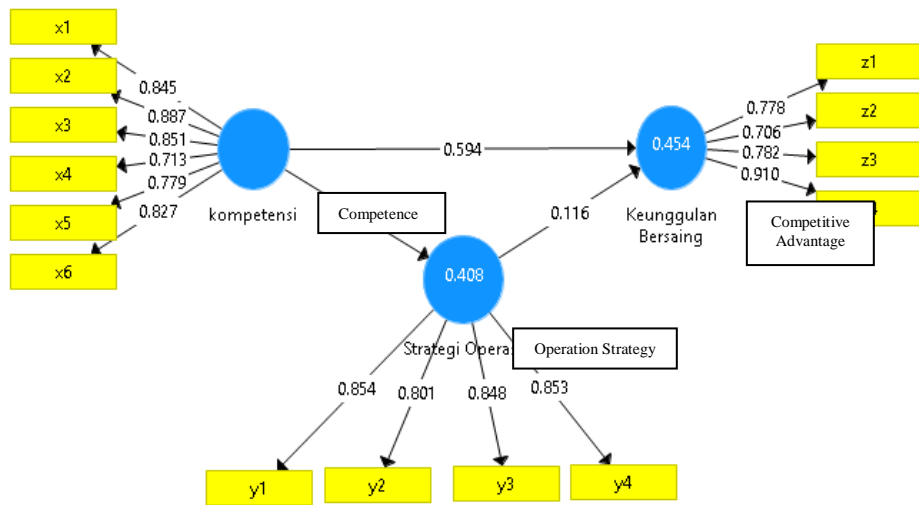 x1
x2
x3
x4
x5
x6
0.845
0.887
0.851
0.713
0.779
0.827
kompetensi
Competence
0.594
0.116
0.454
Keunggulan
Bersaing
0.778
0.706
0.782
0.910
z1
z2
z3
Competitive
Advantage
0.408
Strategi Operas
Operation Strategy
0.854
0.801
0.848
0.853
y1
y2
y3
y4